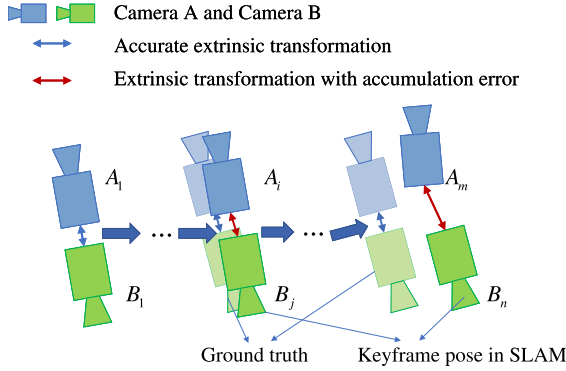 Camera A and Camera B
Accurate extrinsic transformation
Extrinsic transformation with accumulation error
A1 Ai Am
... ...
B1 Bj Bn
Ground truth Keyframe pose in SLAM